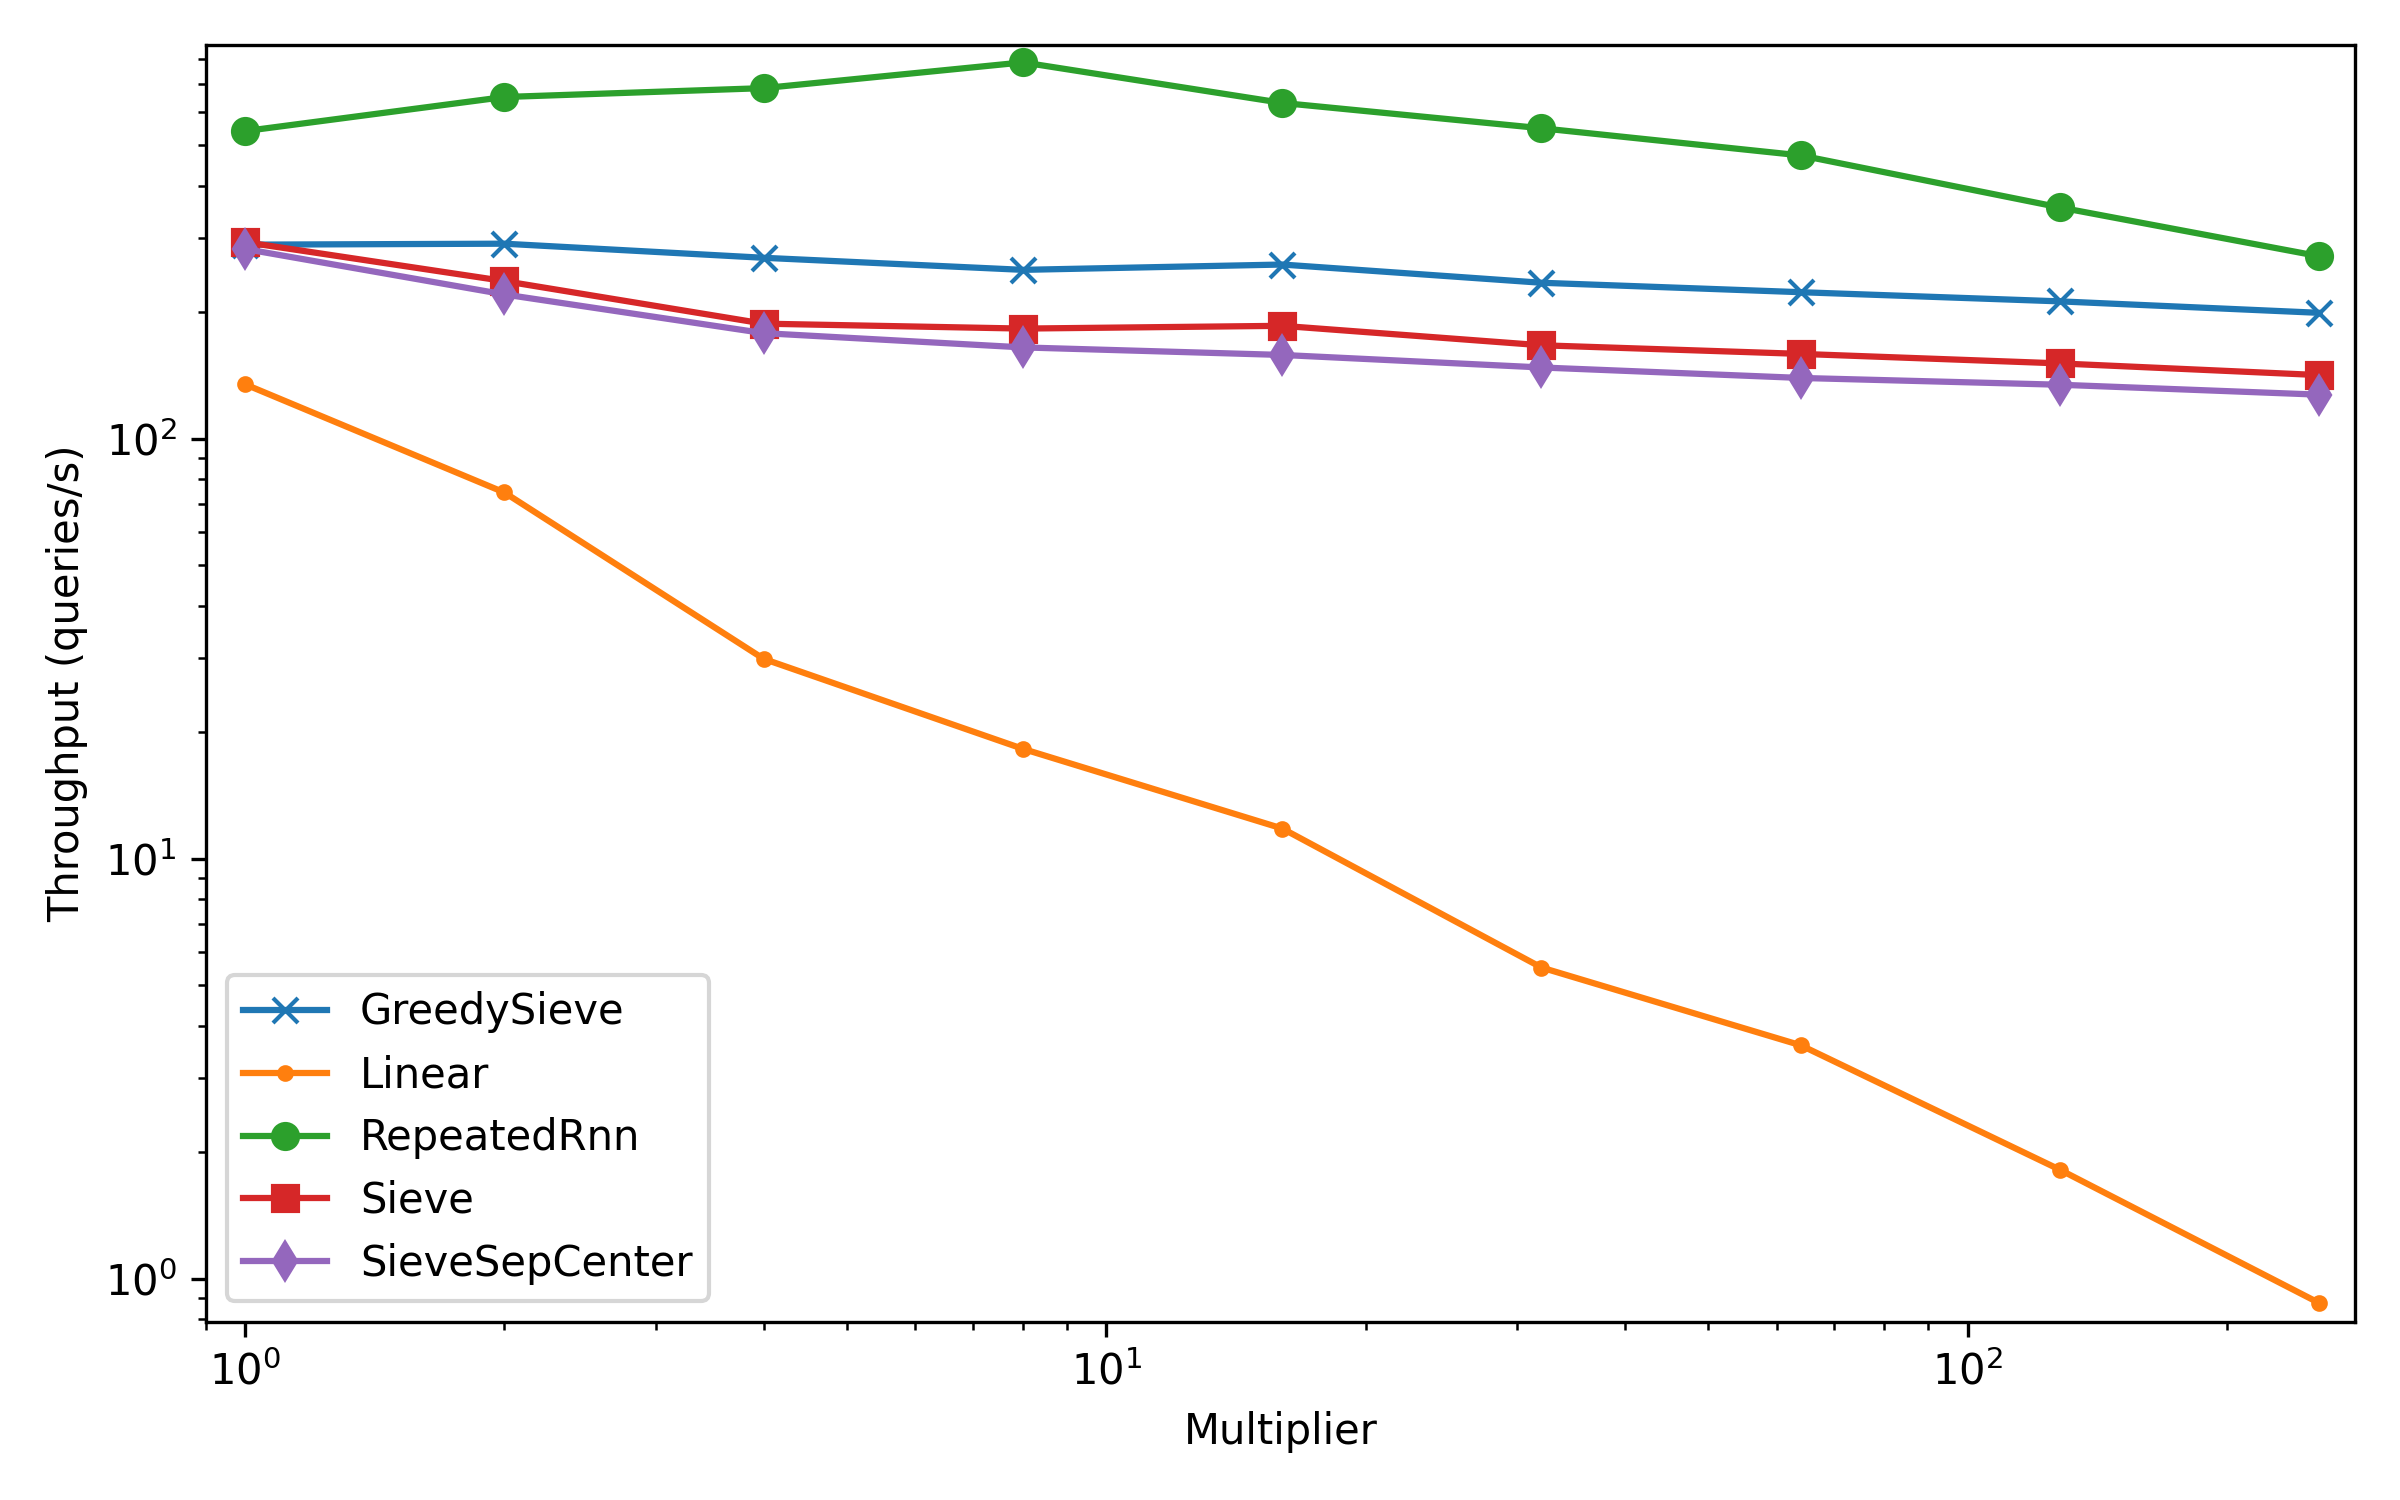 Throughput (queries/s)
10²
10¹
10⁰
GreedySieve
Linear
RepeatedRnn
Sieve
SieveSepCenter
10⁰ 10¹ 10²
Multiplier